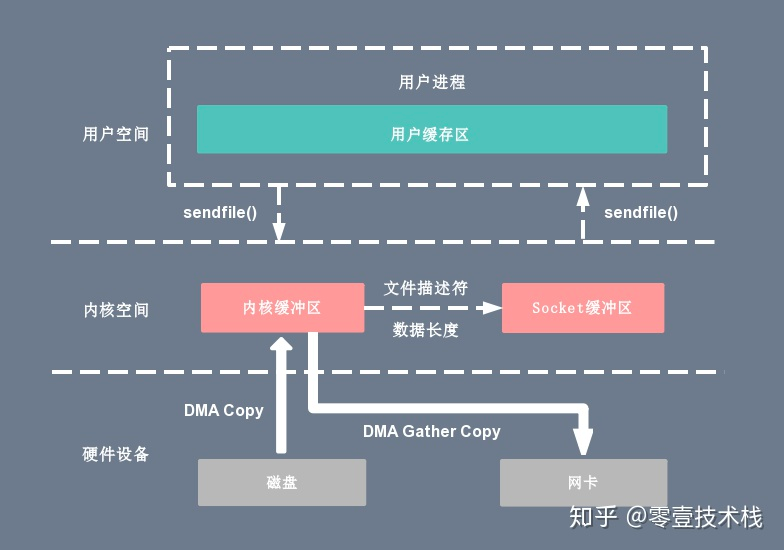 用户进程
用户空间
用户缓存区
sendfile()
sendfile()
文件描述符
内核空间
内核缓冲区
Socket缓冲区
数据长度
DMA Copy
DMA Gather Copy
硬件设备
磁盘
网卡
知乎 @零壹技术栈